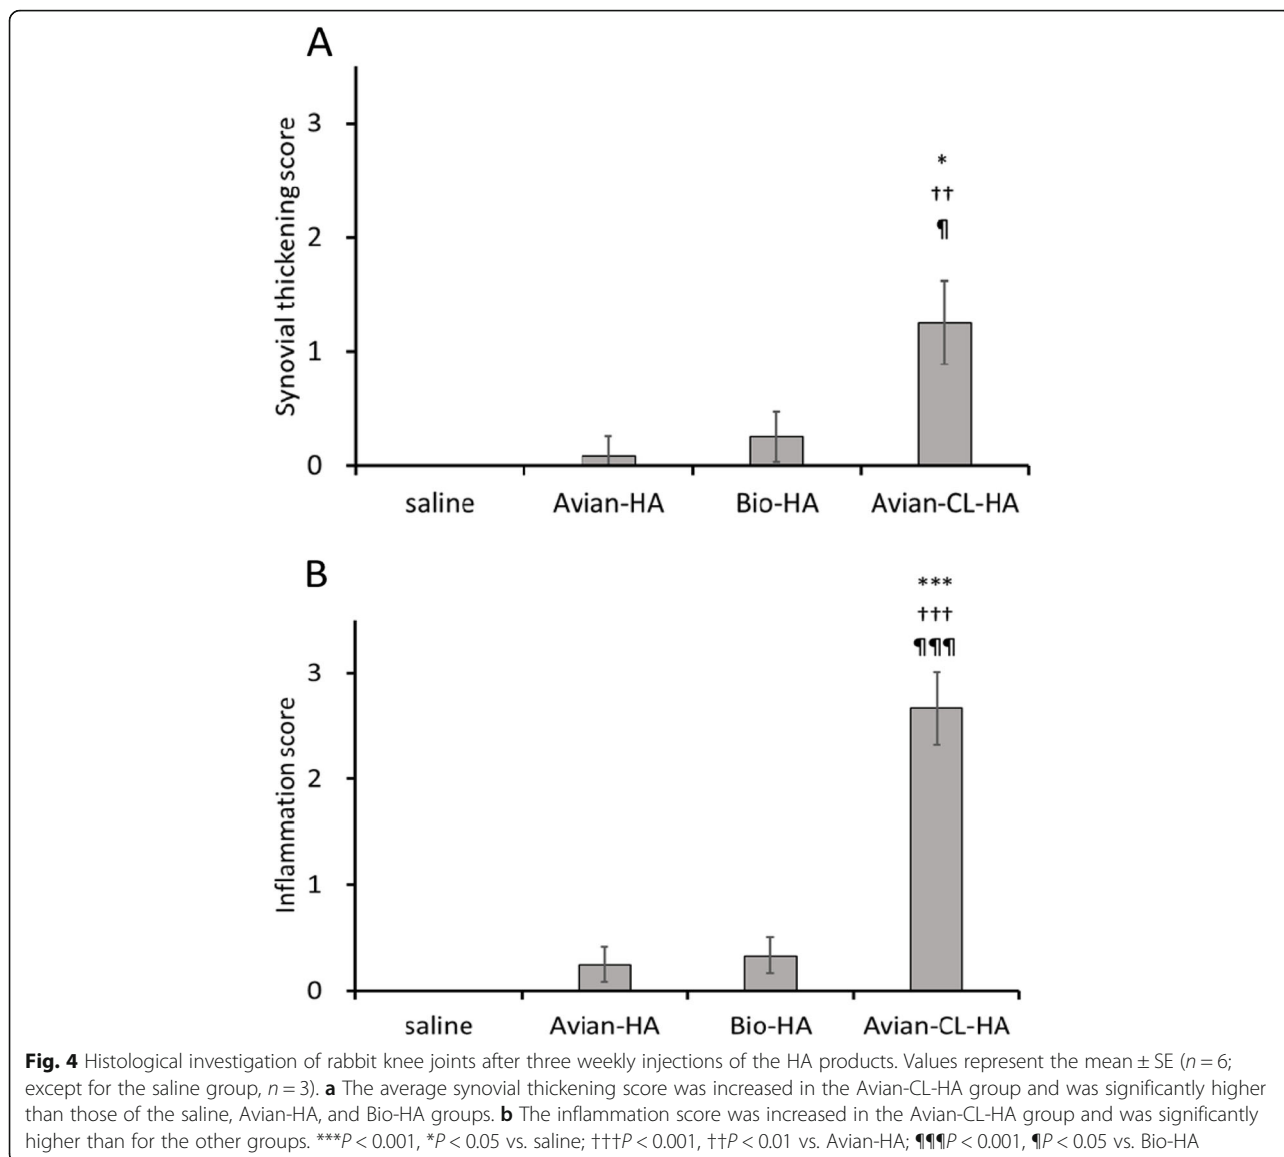 A
Synovial thickening score
3
2
1
0
*
††
¶
saline Avian-HA Bio-HA Avian-CL-HA
B
Inflammation score
3
2
1
0
***
†††
¶¶¶
saline Avian-HA Bio-HA Avian-CL-HA
Fig. 4 Histological investigation of rabbit knee joints after three weekly injections of the HA products. Values represent the mean ± SE (n = 6;
except for the saline group, n = 3). a The average synovial thickening score was increased in the Avian-CL-HA group and was significantly higher
than those of the saline, Avian-HA, and Bio-HA groups. b The inflammation score was increased in the Avian-CL-HA group and was significantly
higher than for the other groups. ***P < 0.001, *P < 0.05 vs. saline; †††P < 0.001, ††P < 0.01 vs. Avian-HA; ¶¶¶P < 0.001, ¶P < 0.05 vs. Bio-HA